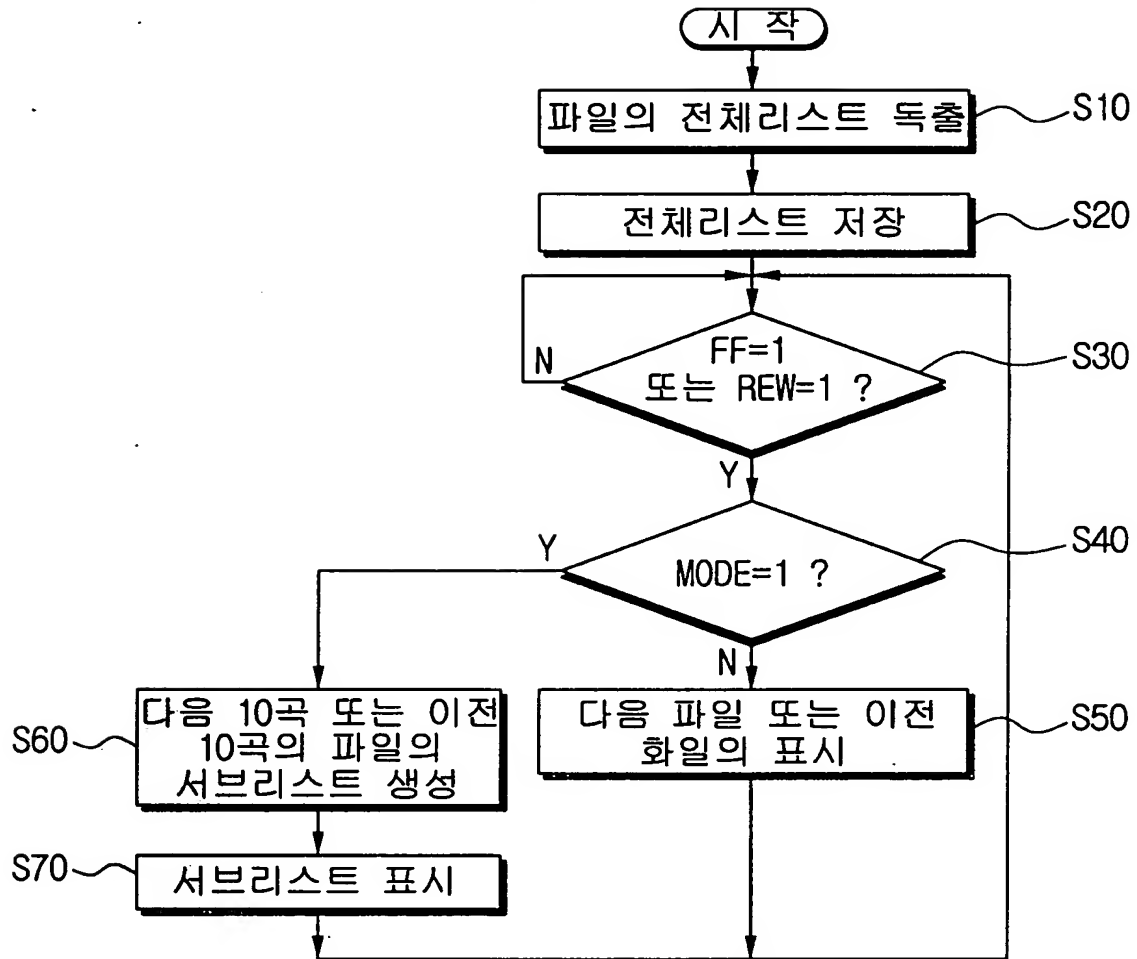 시 작
파일의 전체리스트 독출
S10
전체리스트 저장
S20
FF=1
또는 REW=1 ?
S30
N
Y
MODE=1 ?
S40
Y
N
다음 10곡 또는 이전
10곡의 파일의
서브리스트 생성
S60
다음 파일 또는 이전
화일의 표시
S50
서브리스트 표시
S70